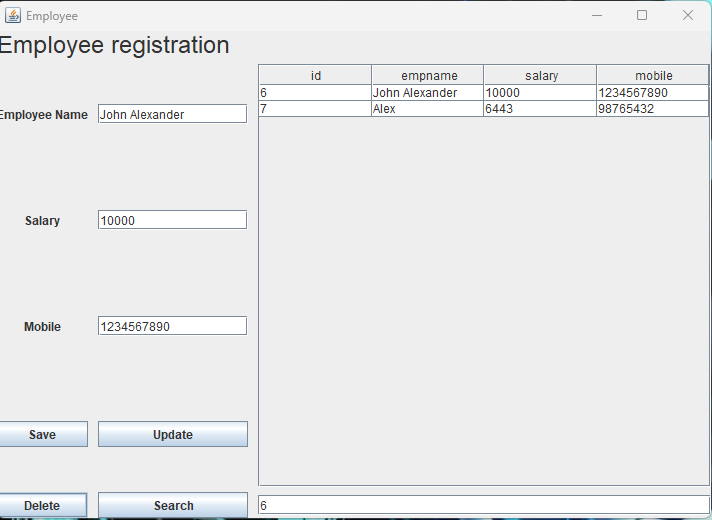 Employee
Employee registration
id empname salary mobile
6 John Alexander 10000 1234567890
7 Alex 6443 98765432
Employee Name John Alexander
Salary 10000
Mobile 1234567890
Save Update
Delete Search 6